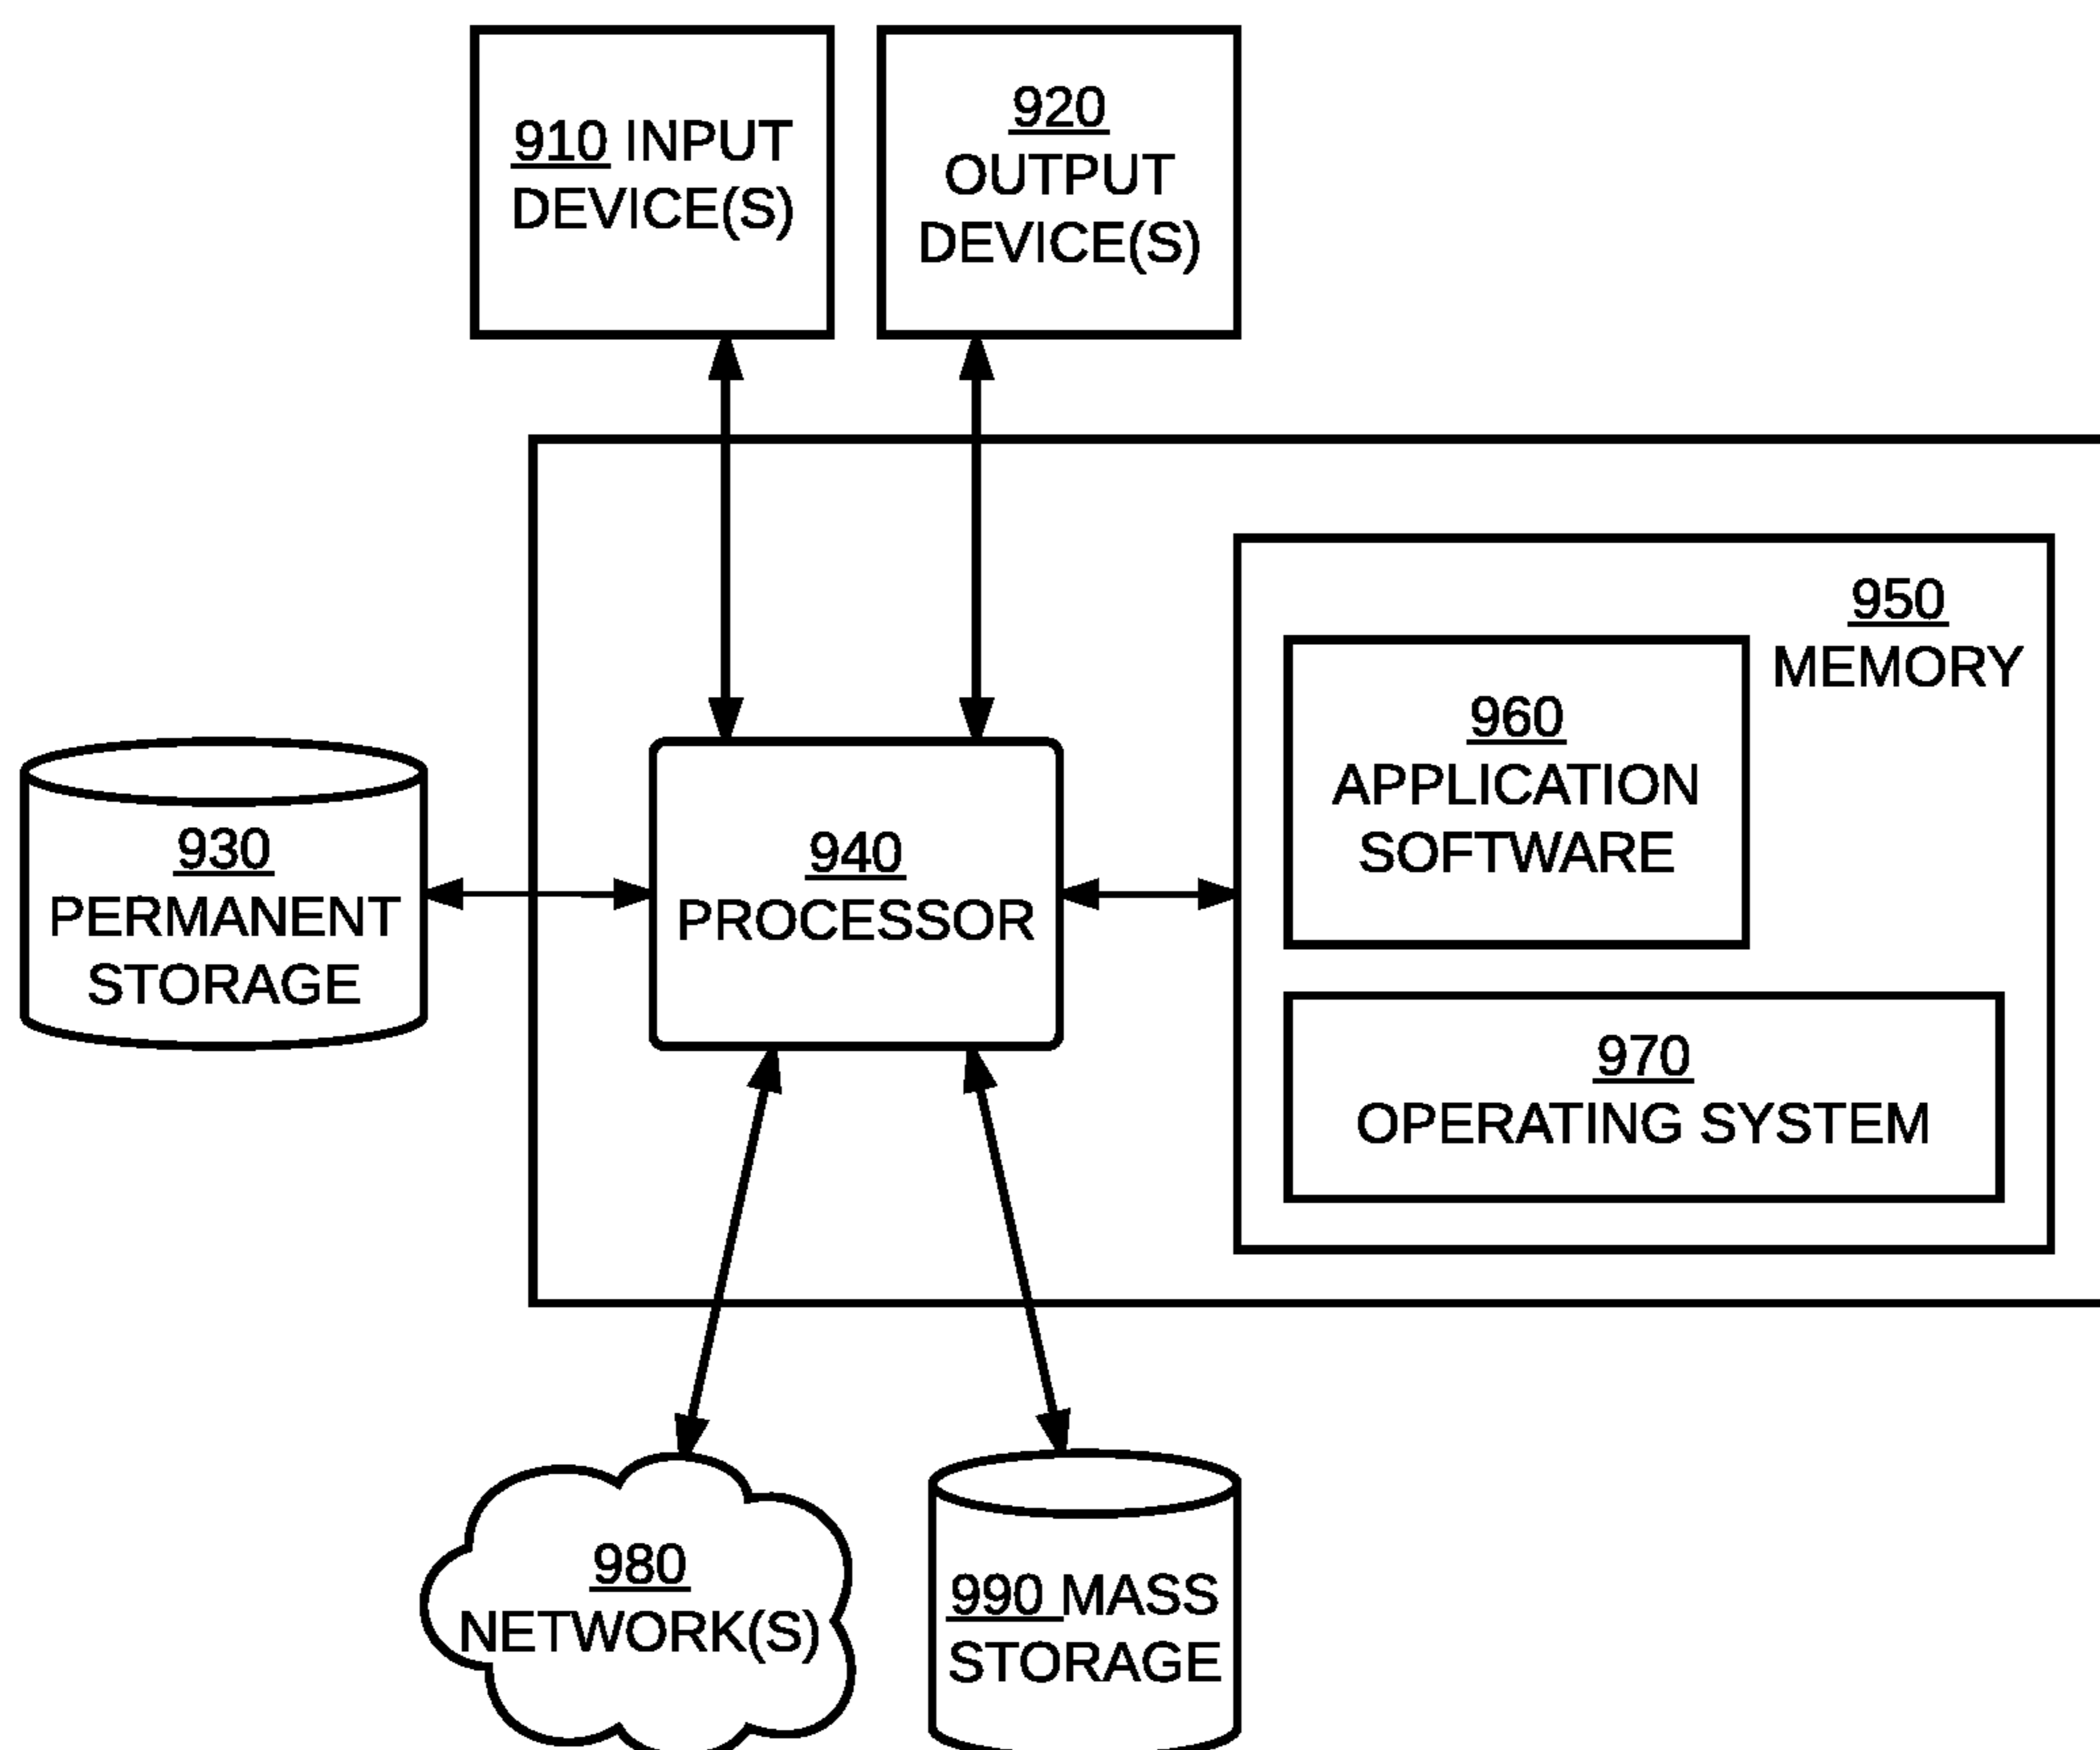 910 INPUT
DEVICE(S)
920
OUTPUT
DEVICE(S)
950
MEMORY
960
APPLICATION
SOFTWARE
930
PERMANENT
STORAGE
940
PROCESSOR
970
OPERATING SYSTEM
980
NETWORK(S)
990 MASS
STORAGE